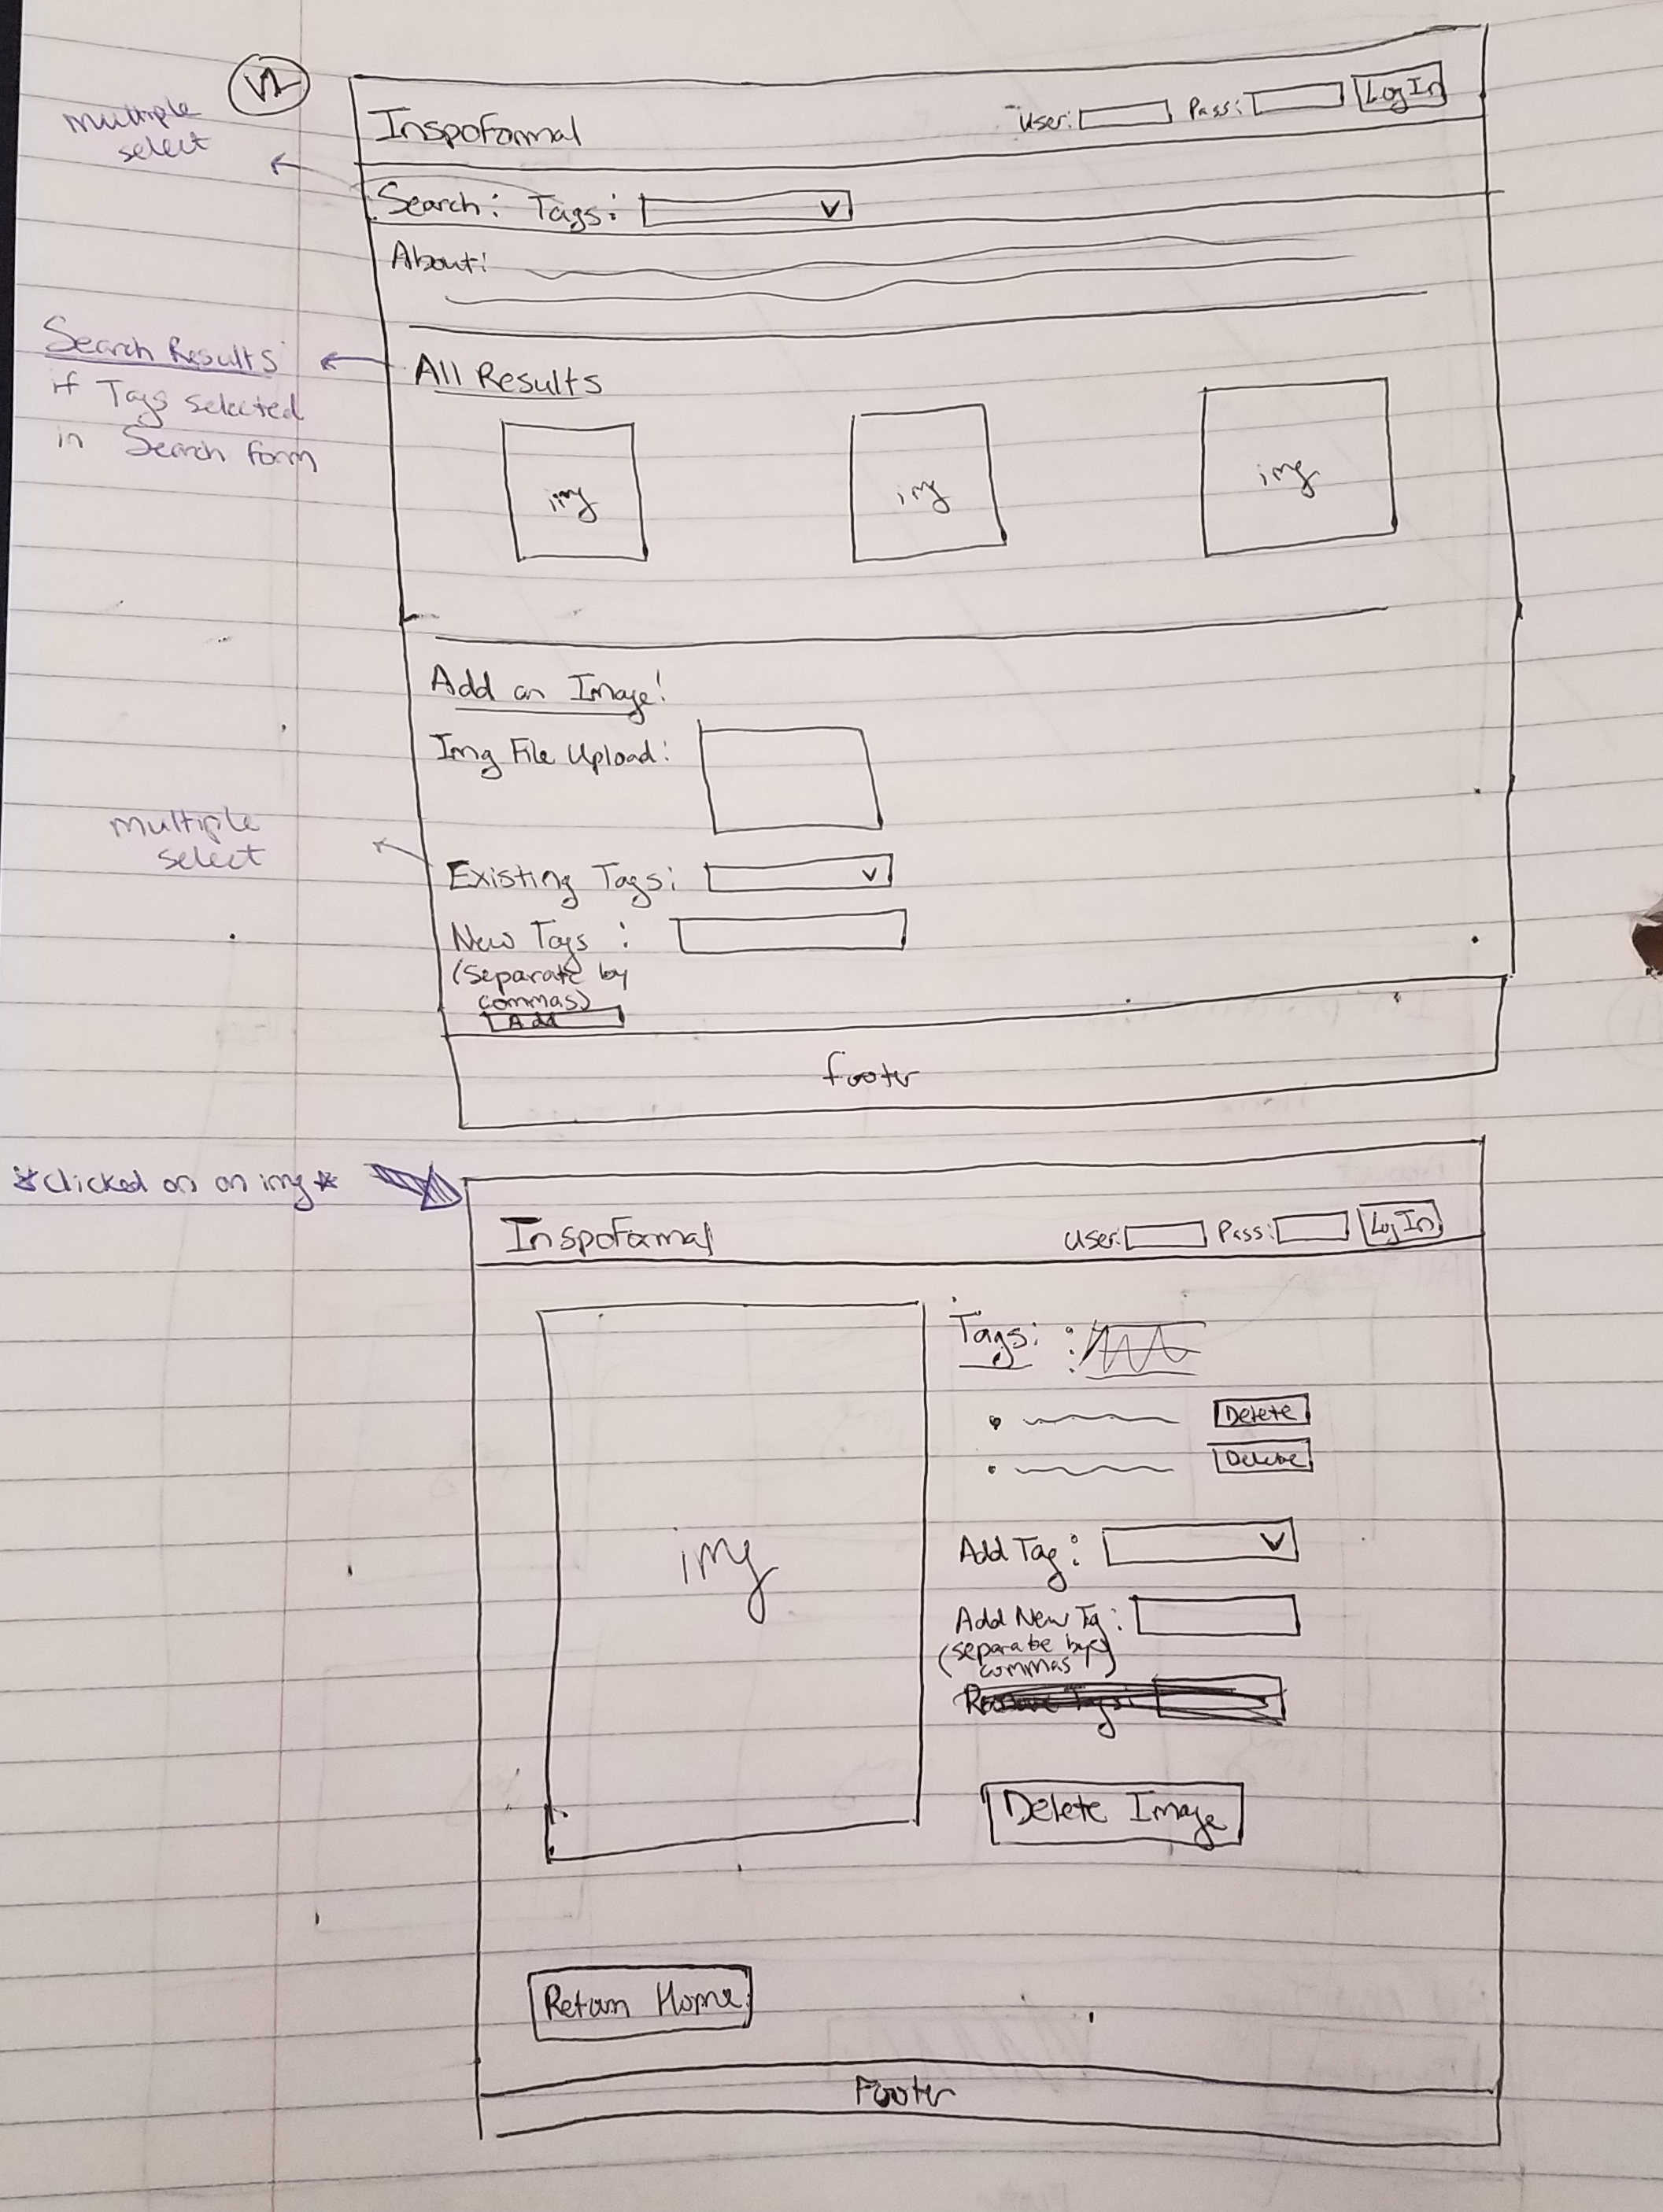 V1
Multiple
select
InspoFormal
User: Pass: Log In
Search: Tags: V
About:
Search Results
if Tags selected
in Search form
All Results
img img img
Add an Image!
Img File Upload:
multiple
select
Existing Tags: V
New Tags :
(separate by
commas)
Add
footer
*Clicked on an img*
InspoFormal
User: Pass: Log In
Tags:
Delete
Delete
img
Add Tag: V
Add New Tag:
(separate by
commas)
Remove Tags:
Delete Image
Return Home
Footer